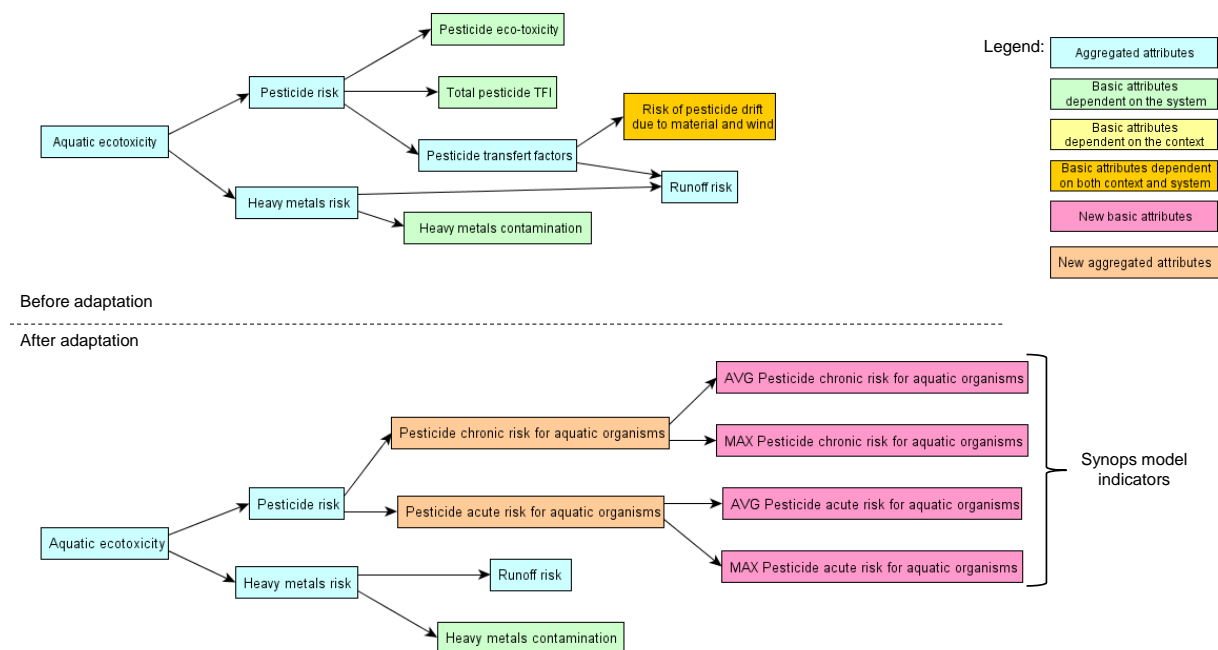 Pesticide eco-toxicity
Legend:
Aggregated attributes
Pesticide risk
Total pesticide TFI
Basic attributes
dependent on the system
Risk of pesticide drift
due to material and wind
Basic attributes
dependent on the context
Aquatic ecotoxicity
Pesticide transfert factors
Basic attributes dependent
on both context and system
Runoff risk
Heavy metals risk
New basic attributes
Heavy metals contamination
New aggregated attributes
Before adaptation
After adaptation
AVG Pesticide chronic risk for aquatic organisms
Pesticide chronic risk for aquatic organisms
MAX Pesticide chronic risk for aquatic organisms
Synops model
indicators
Pesticide risk
AVG Pesticide acute risk for aquatic organisms
Pesticide acute risk for aquatic organisms
Aquatic ecotoxicity
MAX Pesticide acute risk for aquatic organisms
Heavy metals risk
Runoff risk
Heavy metals contamination